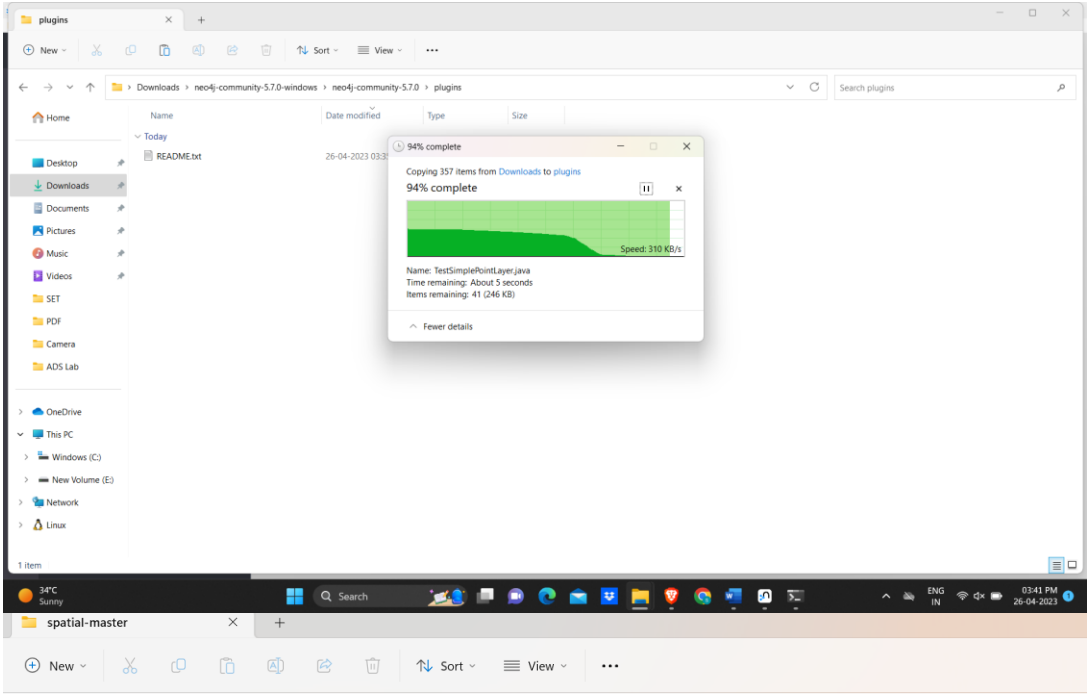 plugins
New
Sort
View
Downloads > neo4j-community-5.7.0-windows > neo4j-community-5.7.0 > plugins
Search plugins
Home
Desktop
Downloads
Documents
Pictures
Music
Videos
SET
PDF
Camera
ADS Lab
OneDrive
This PC
Windows (C:)
New Volume (E:)
Network
Linux
Name Date modified Type Size
Today
README.txt 26-04-2023
94% complete
Copying 357 items from Downloads to plugins
94% complete
Speed: 310 KB/s
Name: TestSimplePointLayer.java
Time remaining: About 5 seconds
Items remaining: 41 (246 KB)
Fewer details
1 item
34°C
Sunny
Search
ENG
IN
03:41 PM
26-04-2023
1
spatial-master
New
Sort
View